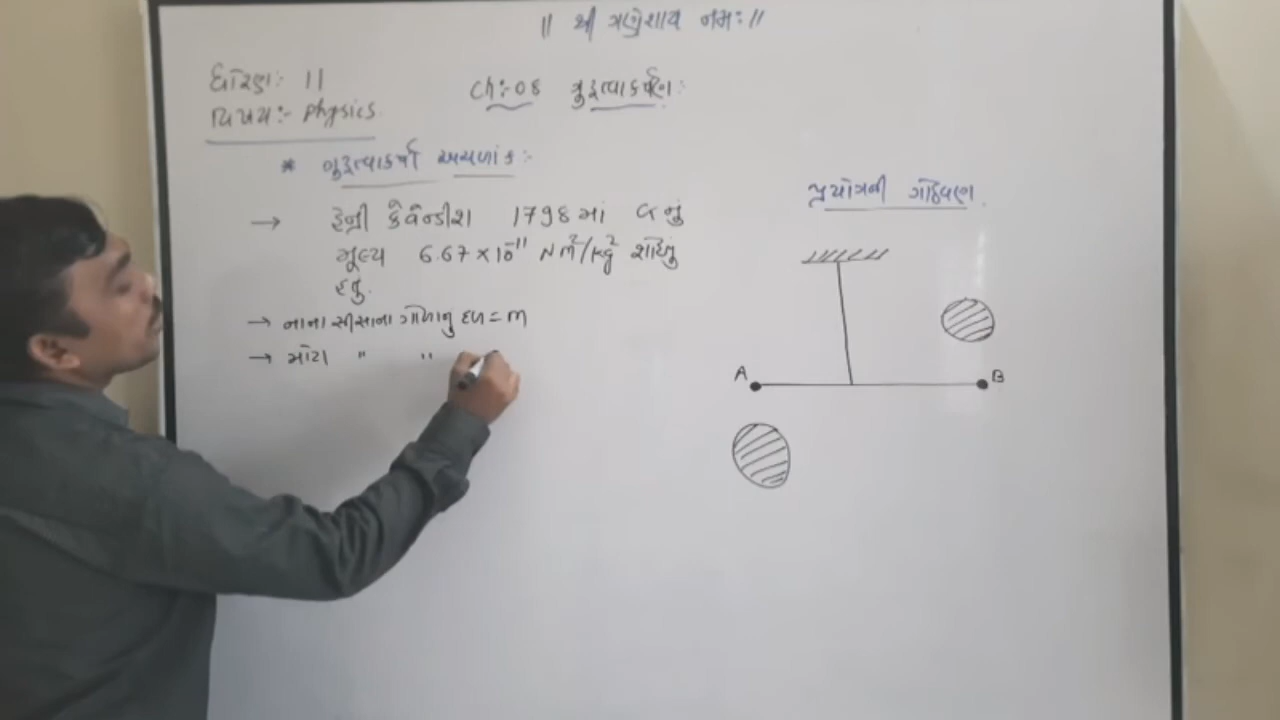 || શ્રી ગણેશાય નમઃ ||
ધોરણઃ 11
વિષયઃ- Physics.
Ch:-08 ગુરુત્વાકર્ષણઃ
* ગુરુત્વાકર્ષી અચળાંકઃ-
→ હેન્રી કેવેન્ડીશ 1798માં G નું
મૂલ્ય 6.67 × 10⁻¹¹ Nm²/kg² શોધ્યુ
હતુ.
→ નાના સીસાના ગોળાનુ દળ = m
→ મોટા " "
પ્રયોગની ગોઠવણ.
A
B